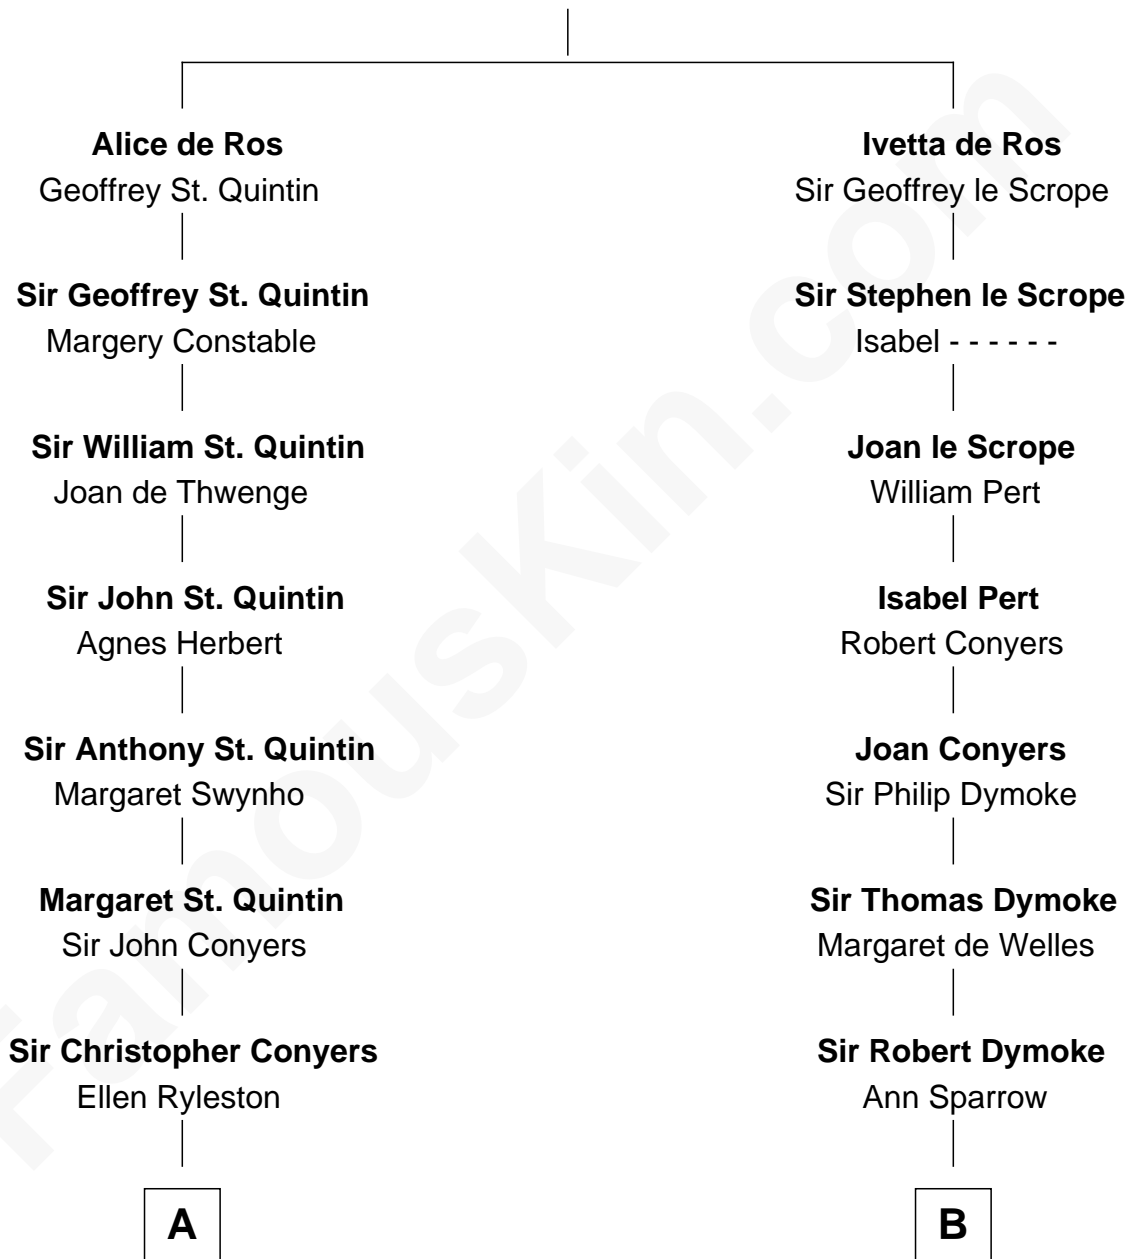 Alice de Ros
Geoffrey St. Quintin
Sir Geoffrey St. Quintin
Margery Constable
Sir William St. Quintin
Joan de Thwenge
Sir John St. Quintin
Agnes Herbert
Sir Anthony St. Quintin
Margaret Swynho
Margaret St. Quintin
Sir John Conyers
Sir Christopher Conyers
Ellen Ryleston
A
Ivetta de Ros
Sir Geoffrey le Scrope
Sir Stephen le Scrope
Isabel - - - - - -
Joan le Scrope
William Pert
Isabel Pert
Robert Conyers
Joan Conyers
Sir Philip Dymoke
Sir Thomas Dymoke
Margaret de Welles
Sir Robert Dymoke
Ann Sparrow
B
FamousKin.com